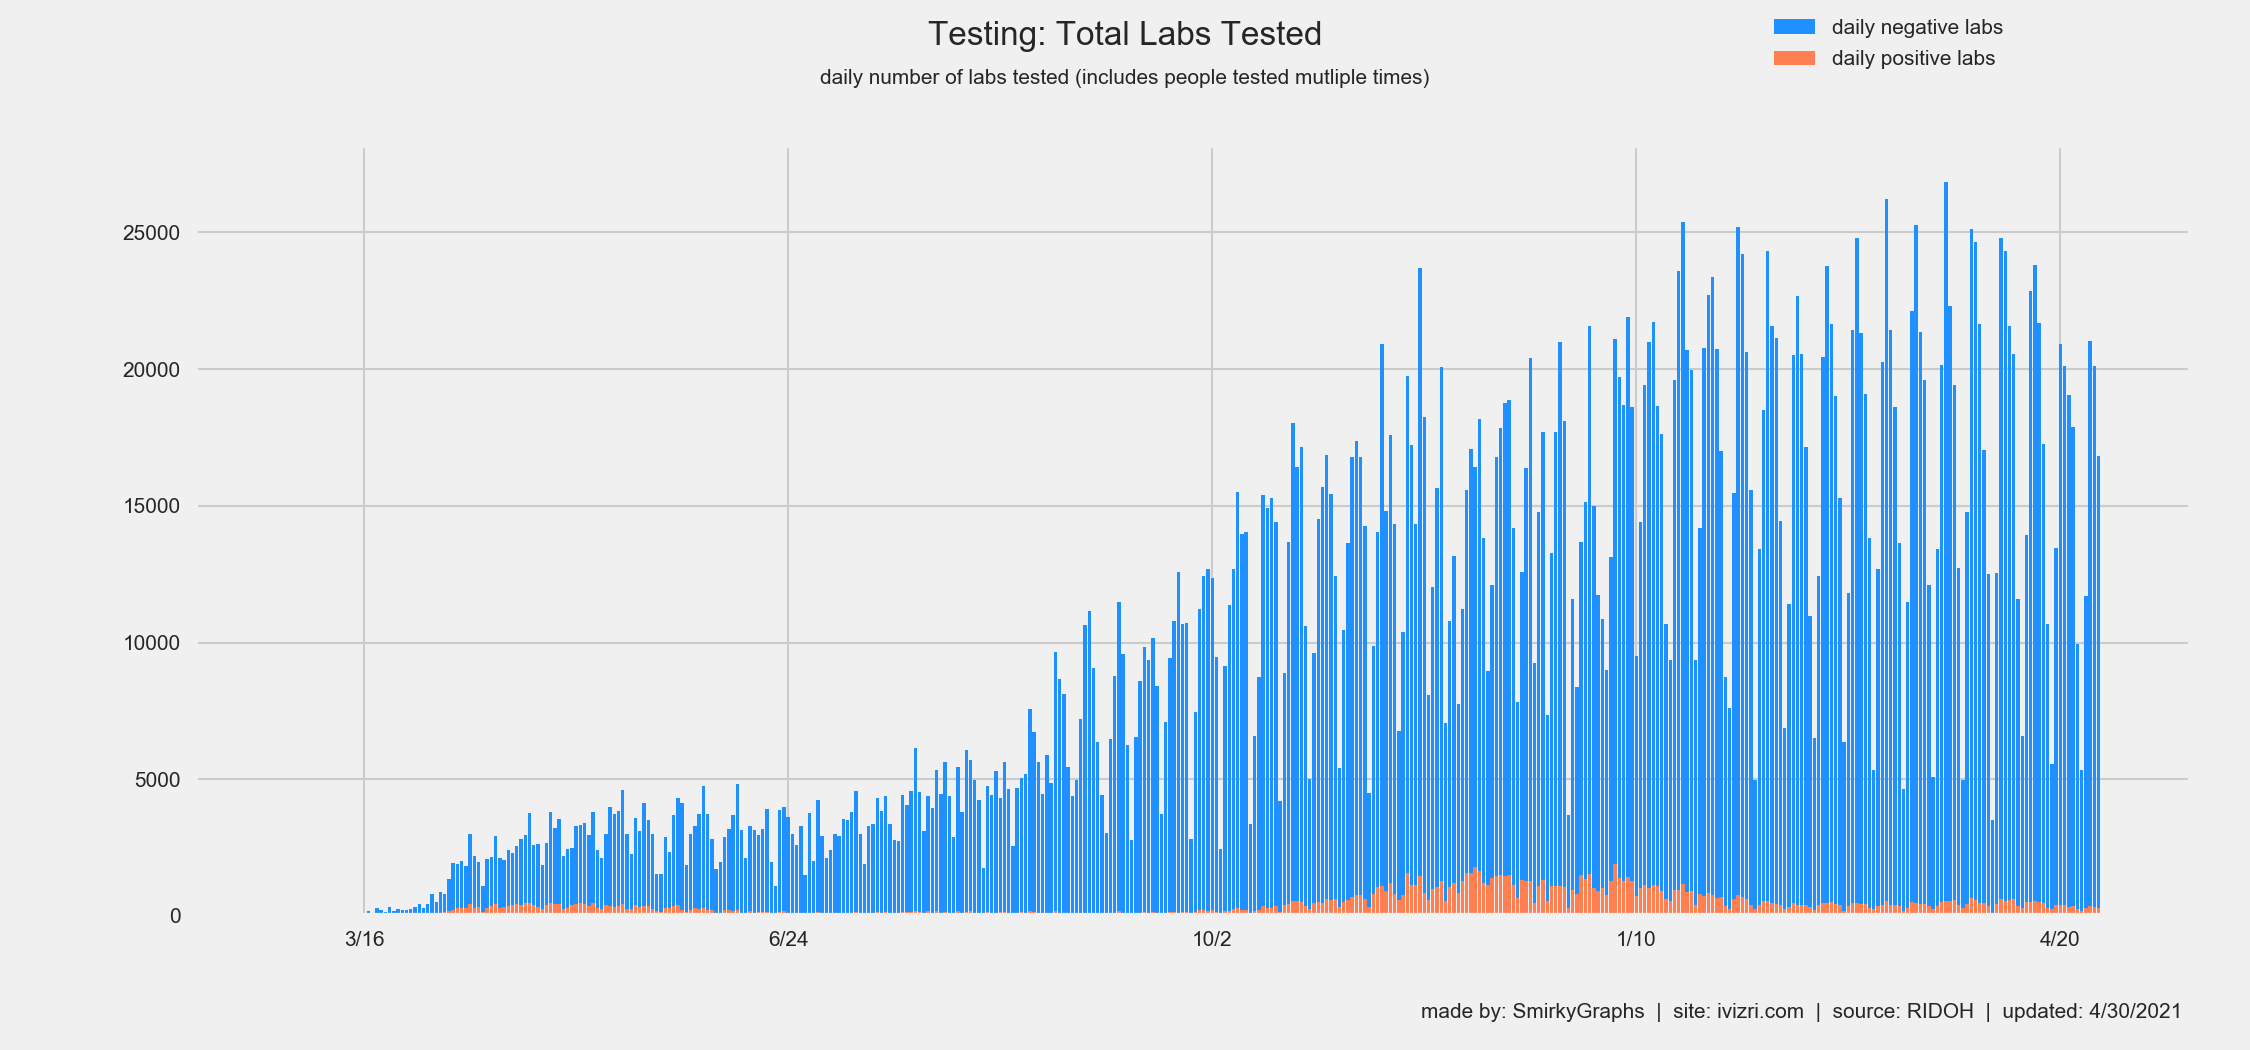 Testing: Total Labs Tested
daily number of labs tested (includes people tested mutliple times)
daily negative labs
daily positive labs
25000
20000
15000
10000
5000
0
3/16 6/24 10/2 1/10 4/20
made by: SmirkyGraphs | site: ivizri.com | source: RIDOH | updated: 4/30/2021